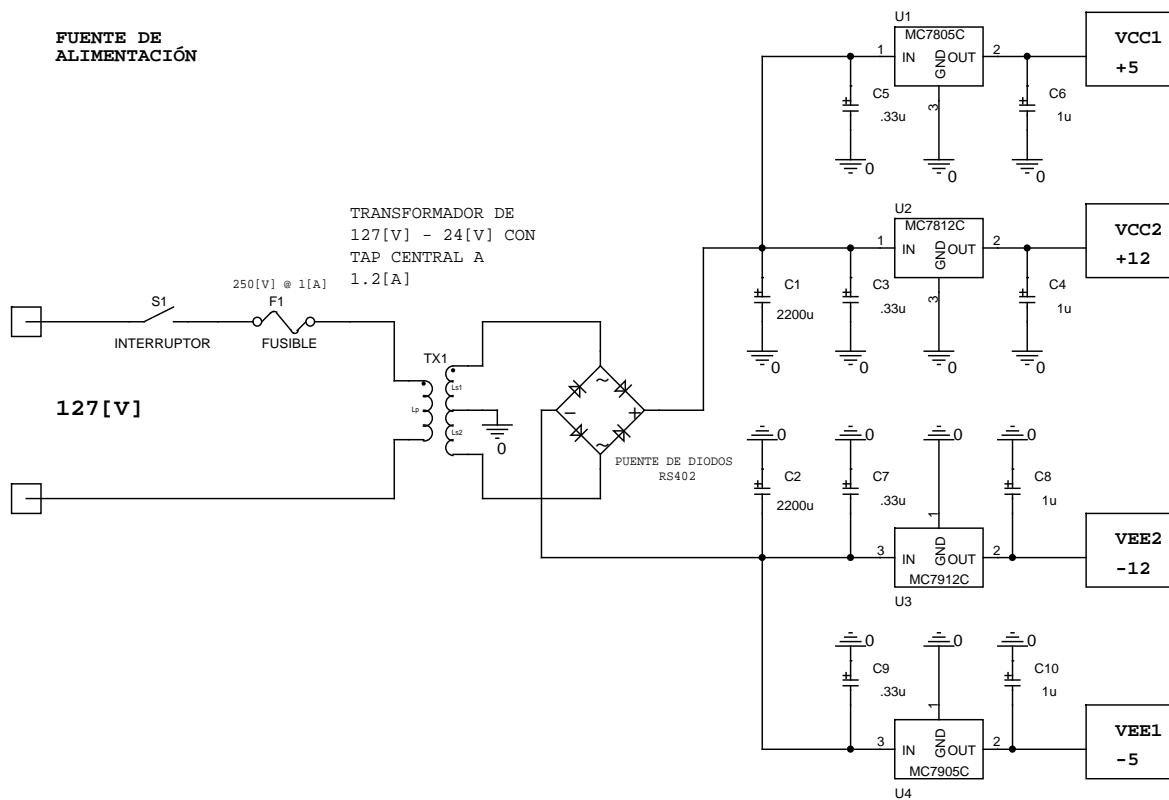 FUENTE DE
ALIMENTACIÓN
U1
MC7805C
1
IN
OUT
GND
2
3
C5
.33u
C6
1u
0
0
0
VCC1
+5
TRANSFORMADOR DE
127[V] - 24[V] CON
TAP CENTRAL A
1.2[A]
U2
MC7812C
1
IN
OUT
GND
2
3
C1
2200u
C3
.33u
C4
1u
0
0
0
0
VCC2
+12
S1
INTERRUPTOR
250[V] @ 1[A]
F1
FUSIBLE
127[V]
TX1
Lp
Ls1
Ls2
0
~
-
+
~
PUENTE DE DIODOS
RS402
0
0
0
0
C2
2200u
C7
.33u
C8
1u
1
3
IN
OUT
GND
2
MC7912C
U3
VEE2
-12
0
0
0
C9
.33u
C10
1u
1
3
IN
OUT
GND
2
MC7905C
U4
VEE1
-5